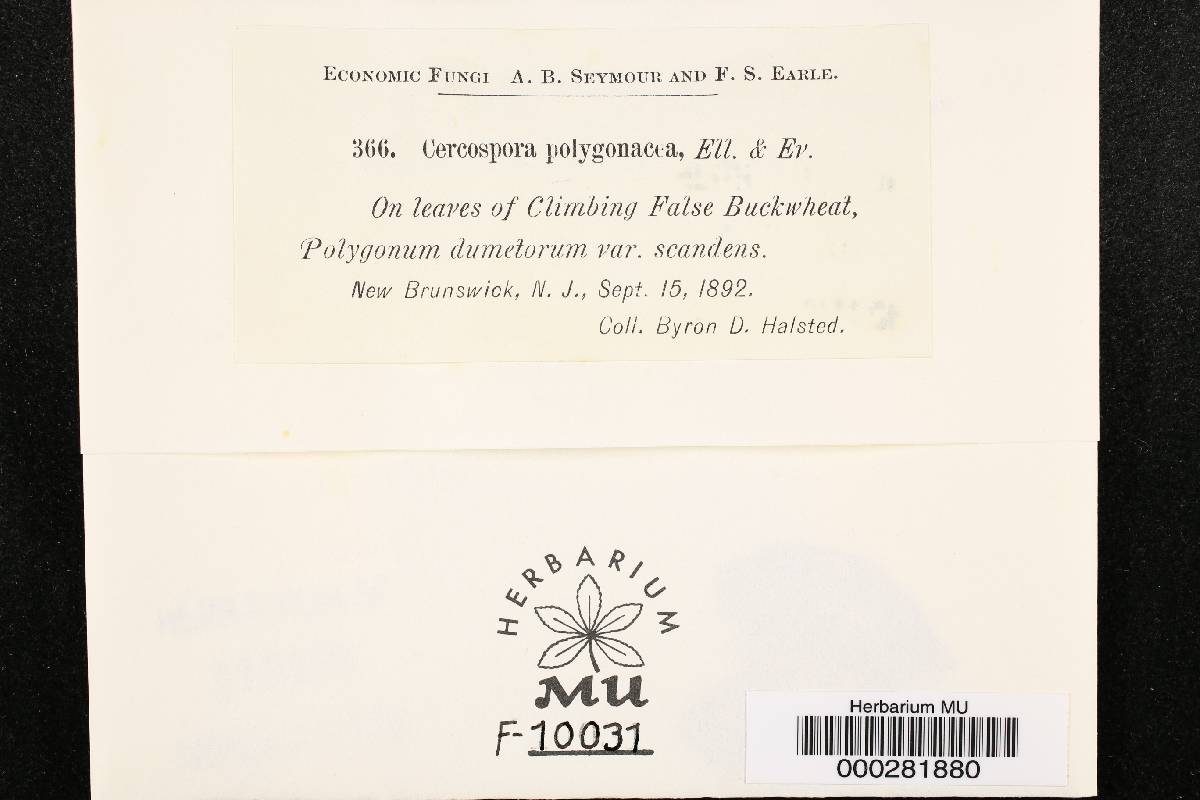 Economic Fungi A. B. Seymour and F. S. Earle.
366. Cercospora polygonacea, Ell. & Ev.
On leaves of Climbing False Buckwheat,
Polygonum dumetorum var. scandens.
New Brunswick, N. J., Sept. 15, 1892.
Coll. Byron D. Halsted.
HERBARIUM
MU
F-10031
Herbarium MU
000281880